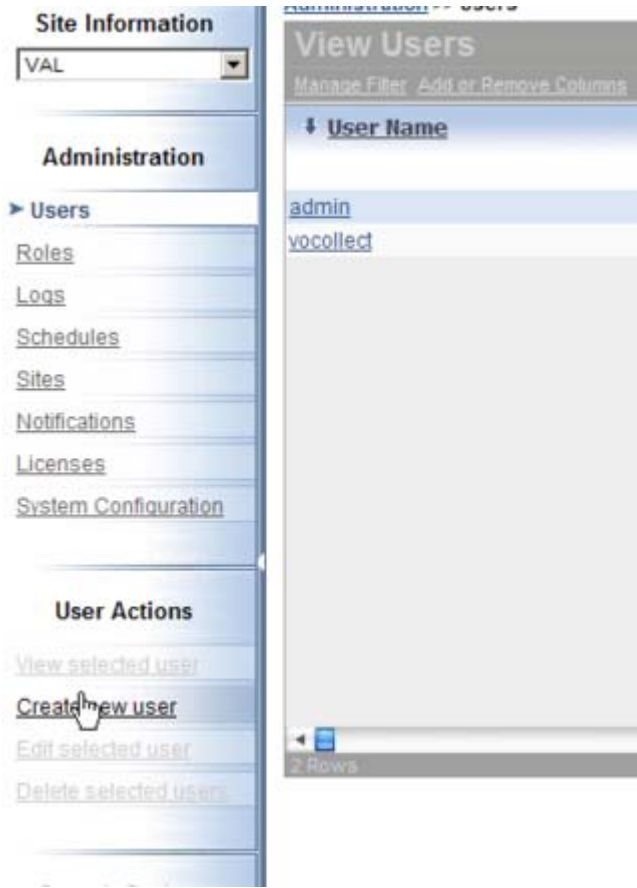 Site Information
VAL
Administration
Users
Roles
Logs
Schedules
Sites
Notifications
Licenses
System Configuration
User Actions
View selected user
Create new user
Edit selected user
Delete selected users
Administration >> Users
View Users
Manage Filter Add or Remove Columns
User Name
admin
vocollect
2 Rows